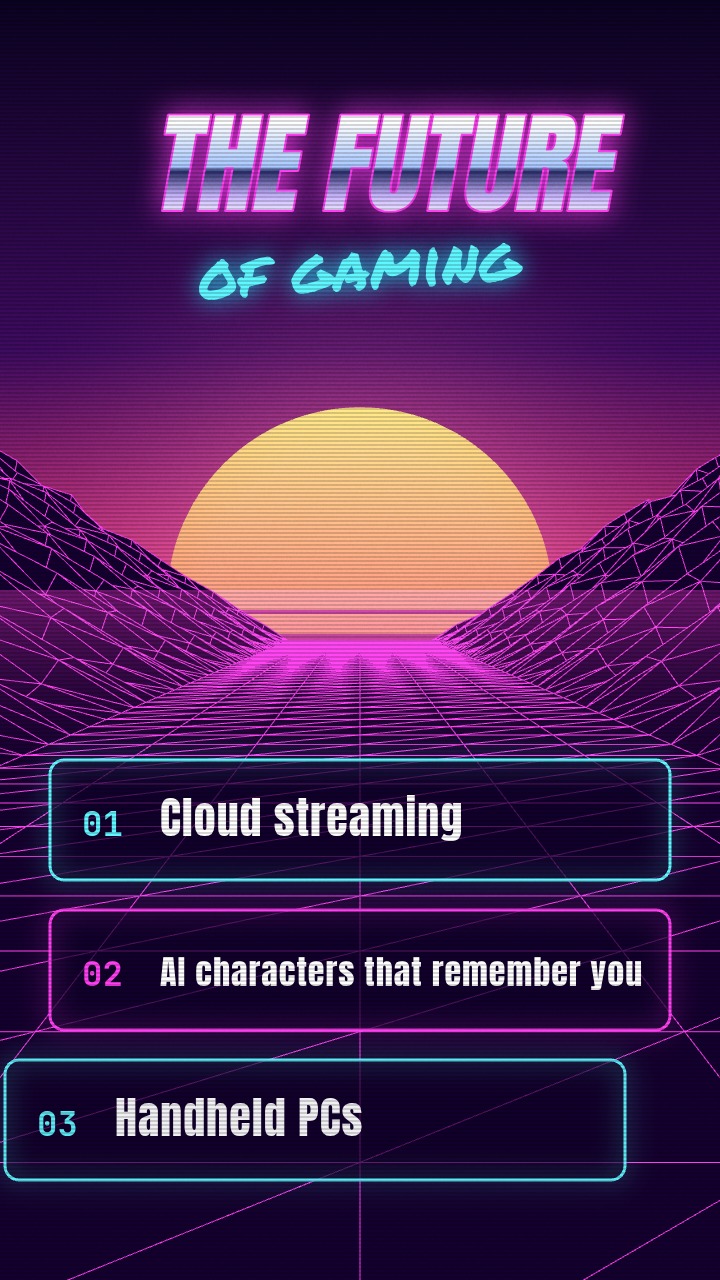 THE FUTURE
OF GAMING
01 Cloud streaming
02 AI characters that remember you
03 Handheld PCs